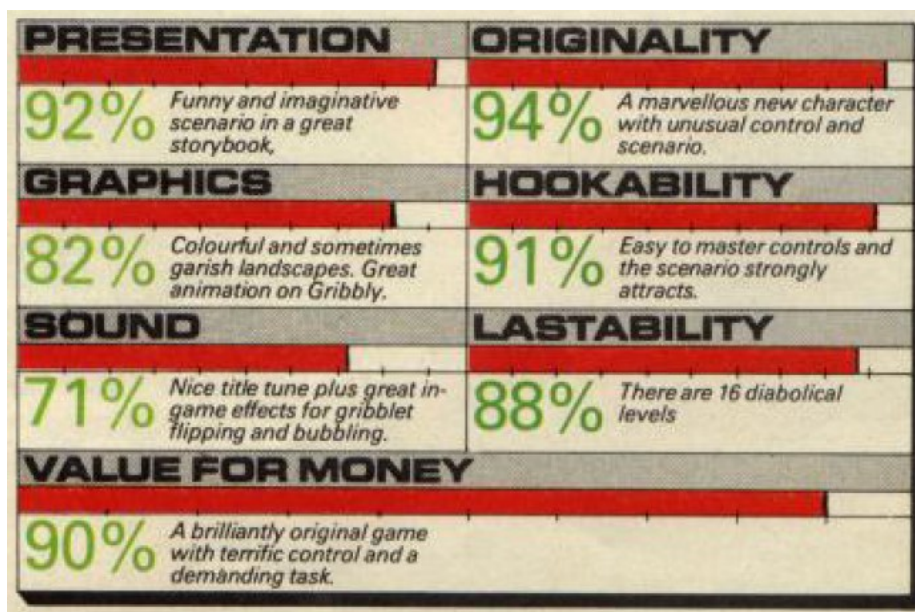 PRESENTATION
92%
Funny and imaginative
scenario in a great
storybook,
ORIGINALITY
94%
A marvellous new character
with unusual control and
scenario.
GRAPHICS
82%
Colourful and sometimes
garish landscapes. Great
animation on Gribbly.
HOOKABILITY
91%
Easy to master controls and
the scenario strongly
attracts.
SOUND
71%
Nice title tune plus great in-
game effects for gribblet
flipping and bubbling.
LASTABILITY
88%
There are 16 diabolical
levels
VALUE FOR MONEY
90%
A brilliantly original game
with terrific control and a
demanding task.